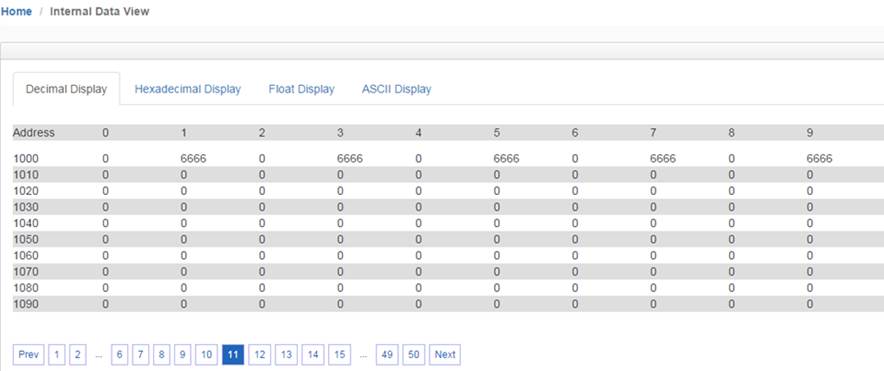 Home / Internal Data View
Decimal Display Hexadecimal Display Float Display ASCII Display
Address 0 1 2 3 4 5 6 7 8 9
1000 0 6666 0 6666 0 6666 0 6666 0 6666
1010 0 0 0 0 0 0 0 0 0 0
1020 0 0 0 0 0 0 0 0 0 0
1030 0 0 0 0 0 0 0 0 0 0
1040 0 0 0 0 0 0 0 0 0 0
1050 0 0 0 0 0 0 0 0 0 0
1060 0 0 0 0 0 0 0 0 0 0
1070 0 0 0 0 0 0 0 0 0 0
1080 0 0 0 0 0 0 0 0 0 0
1090 0 0 0 0 0 0 0 0 0 0
Prev 1 2 ... 6 7 8 9 10 11 12 13 14 15 ... 49 50 Next